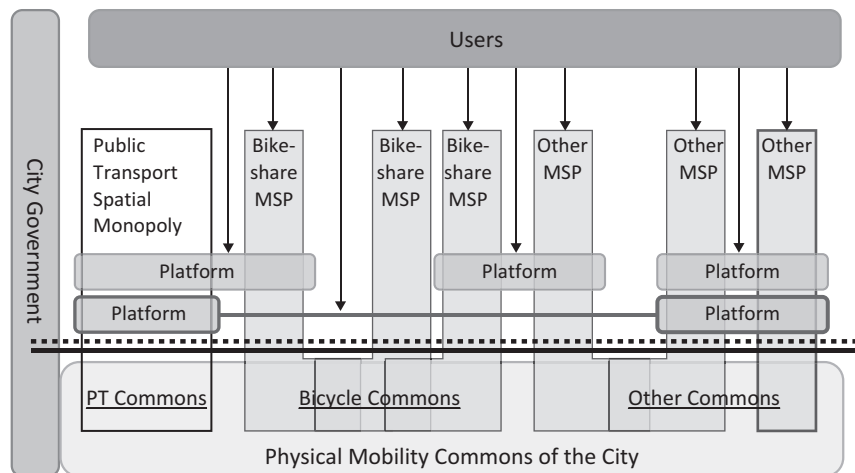 Users
City Government
Public
Transport
Spatial
Monopoly
Bike-
share
MSP
Bike-
share
MSP
Bike-
share
MSP
Other
MSP
Other
MSP
Other
MSP
Platform
Platform
Platform
Platform
Platform
PT Commons
Bicycle Commons
Other Commons
Physical Mobility Commons of the City